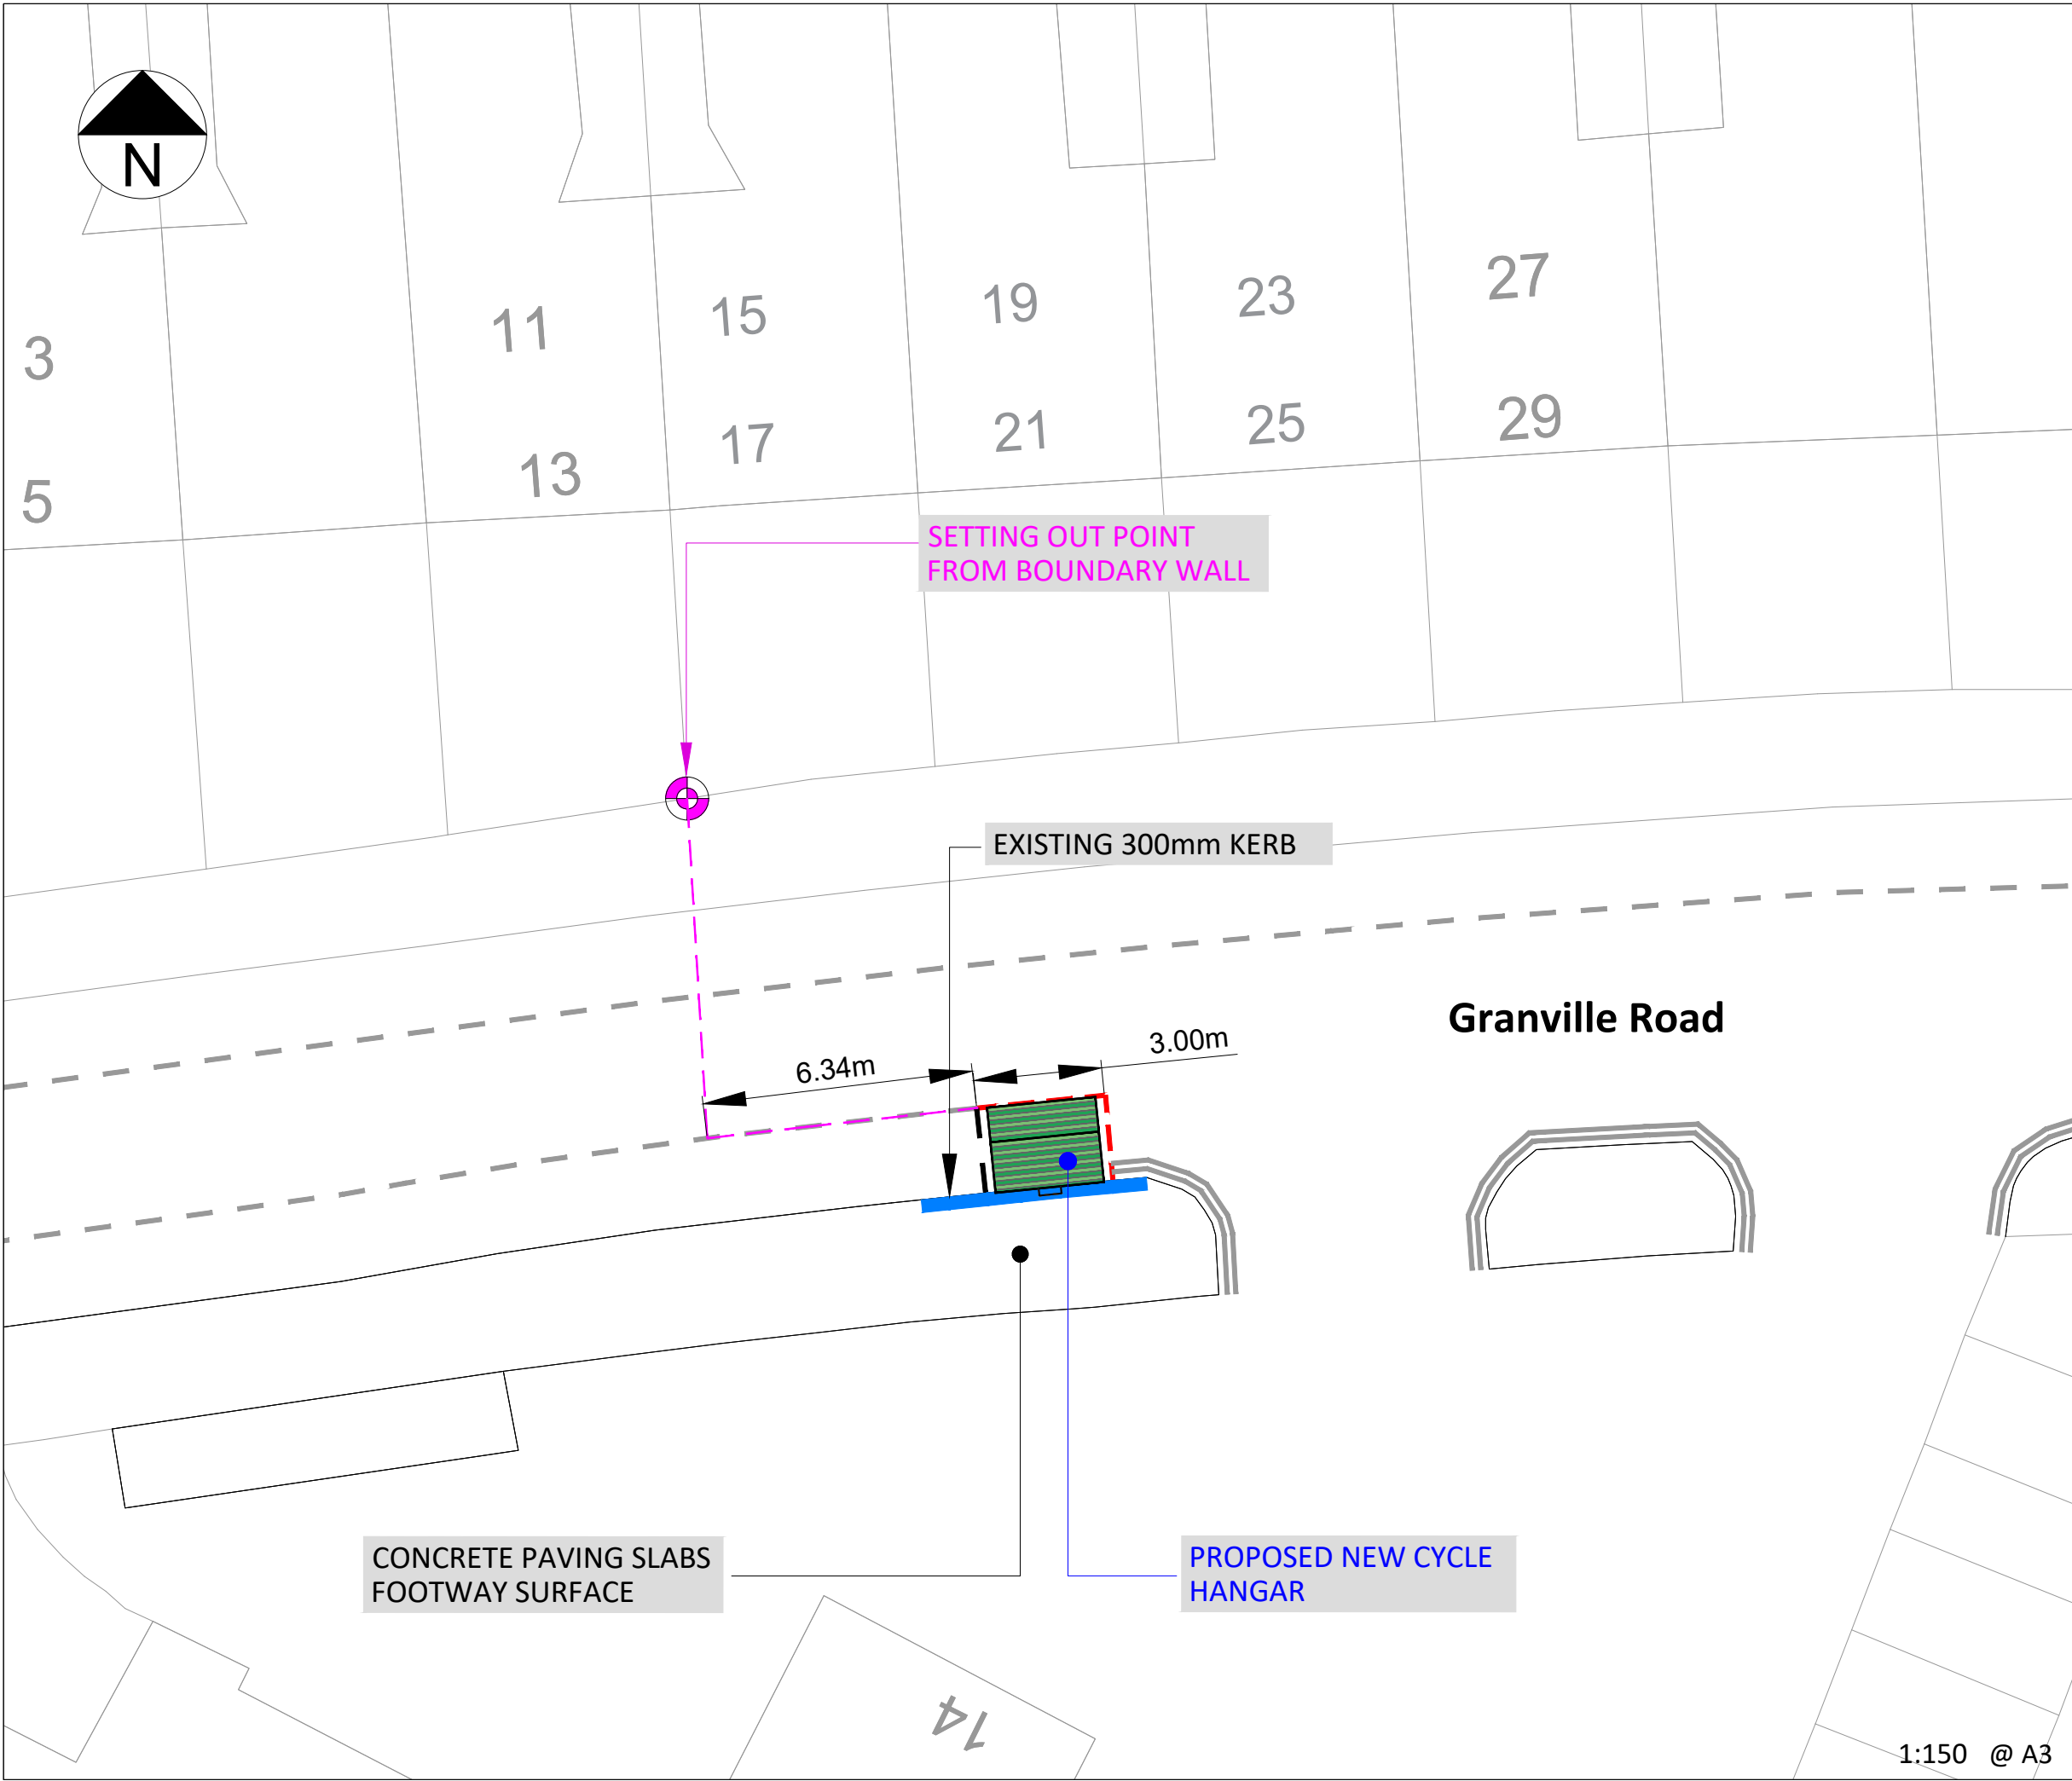 N
3
5
11
13
15
17
19
21
23
25
27
29
SETTING OUT POINT
FROM BOUNDARY WALL
EXISTING 300mm KERB
Granville Road
6.34m
3.00m
CONCRETE PAVING SLABS
FOOTWAY SURFACE
PROPOSED NEW CYCLE
HANGAR
14
1:150 @ A3